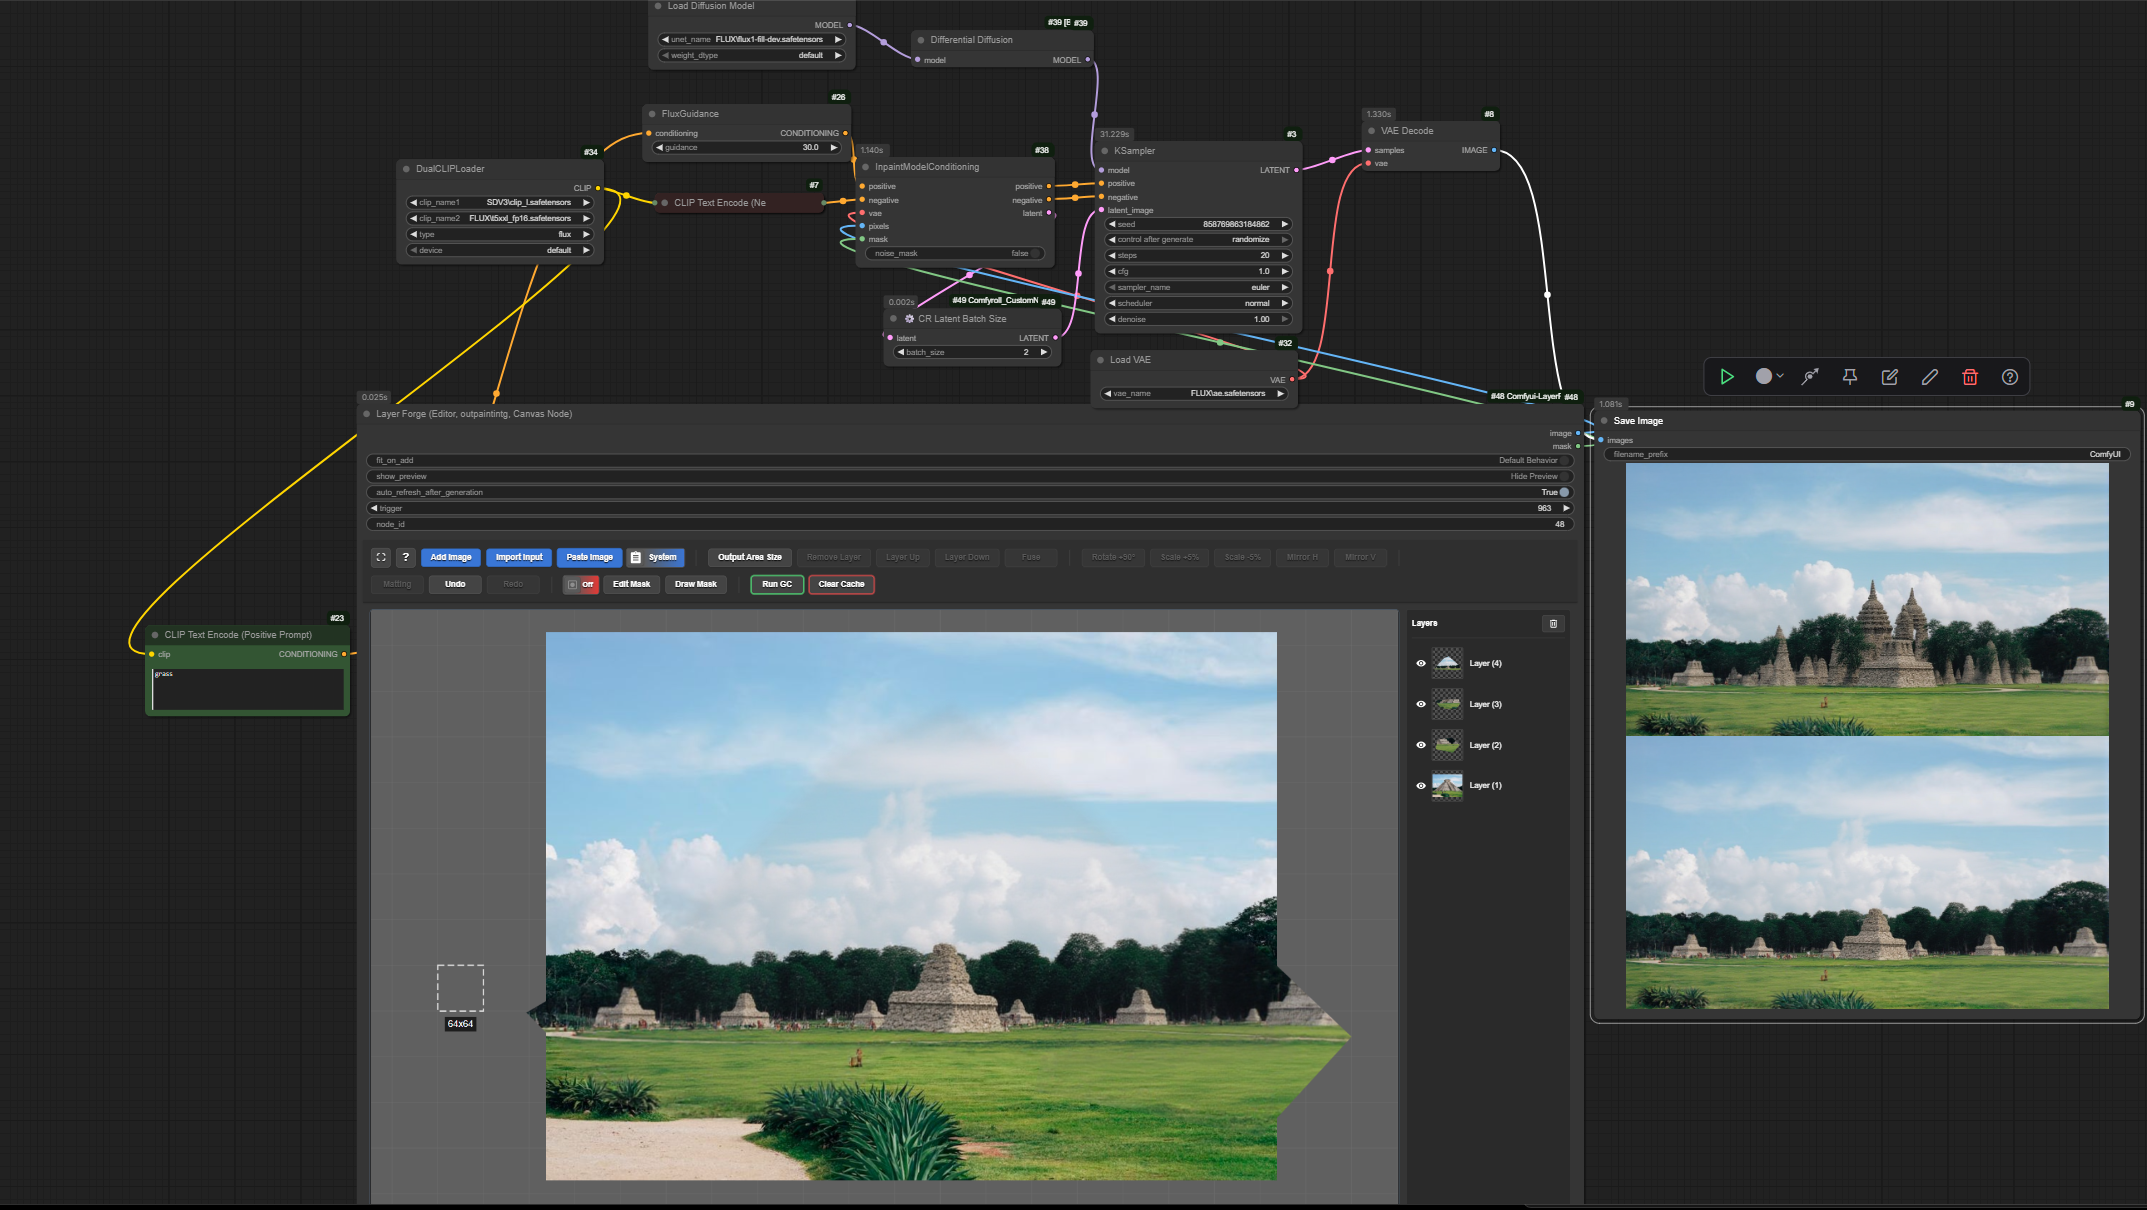 Load Diffusion Model
MODEL
unet_name FLUX\flux1-fill-dev.safetensors
weight_dtype default
#39 [E #39
Differential Diffusion
model MODEL
#26
FluxGuidance
conditioning CONDITIONING
guidance 30.0
#34
DualCLIPLoader
CLIP
clip_name1 SDV3\clip_l.safetensors
clip_name2 FLUX\t5xxl_fp16.safetensors
type flux
device default
#7
CLIP Text Encode (Ne
1.140s #38
InpaintModelConditioning
positive positive
negative negative
vae latent
pixels
mask
noise_mask false
31.229s #3
KSampler
model LATENT
positive
negative
latent_image
seed 858769863184862
control after generate randomize
steps 20
cfg 1.0
sampler_name euler
scheduler normal
denoise 1.00
1.330s #8
VAE Decode
samples IMAGE
vae
0.002s #49 Comfyroll_CustomN #49
CR Latent Batch Size
latent LATENT
batch_size 2
#32
Load VAE
VAE
vae_name FLUX\ae.safetensors
0.025s #48 Comfyui-LayerF #48
Layer Forge (Editor, outpaintintg, Canvas Node)
image
mask
fit_on_add Default Behavior
show_preview Hide Preview
auto_refresh_after_generation True
trigger 963
node_id 48
? Add Image Import Input Paste Image System Output Area Size Remove Layer Layer Up Layer Down Fuse Rotate +90° Scale +5% Scale -5% Mirror H Mirror V
Matting Undo Redo Off Edit Mask Draw Mask Run GC Clear Cache
Layers
Layer (4)
Layer (3)
Layer (2)
Layer (1)
64x64
#23
CLIP Text Encode (Positive Prompt)
clip CONDITIONING
grass
1.081s #9
Save Image
images
filename_prefix ComfyUI